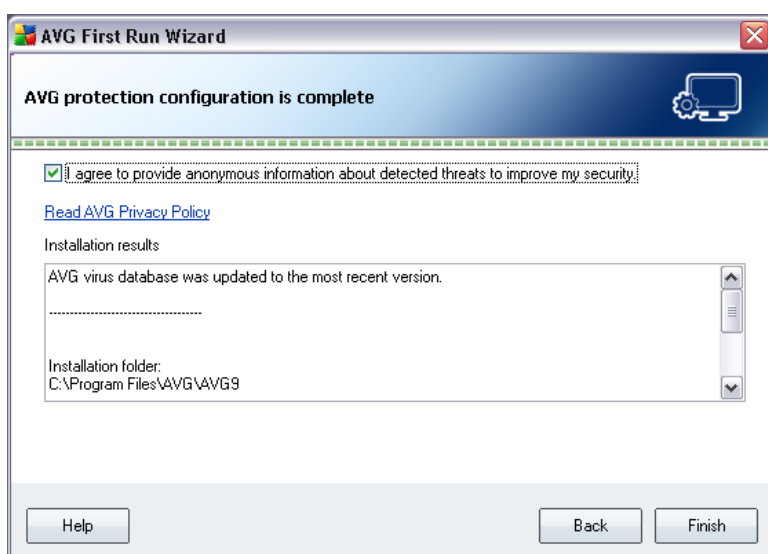 AVG First Run Wizard
AVG protection configuration is complete
I agree to provide anonymous information about detected threats to improve my security.
Read AVG Privacy Policy
Installation results
AVG virus database was updated to the most recent version.
------------------------------------
Installation folder:
C:\Program Files\AVG\AVG9
Help
Back
Finish